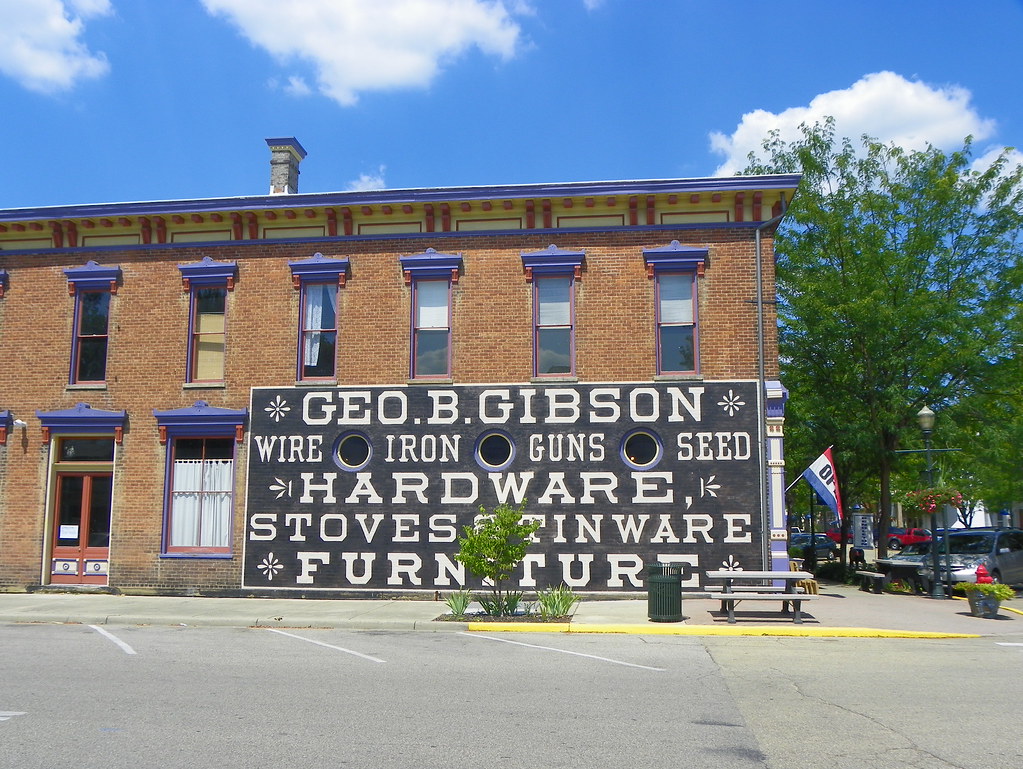 GEO. B. GIBSON
WIRE IRON GUNS SEED
HARDWARE,
STOVES & TINWARE
FURNITURE